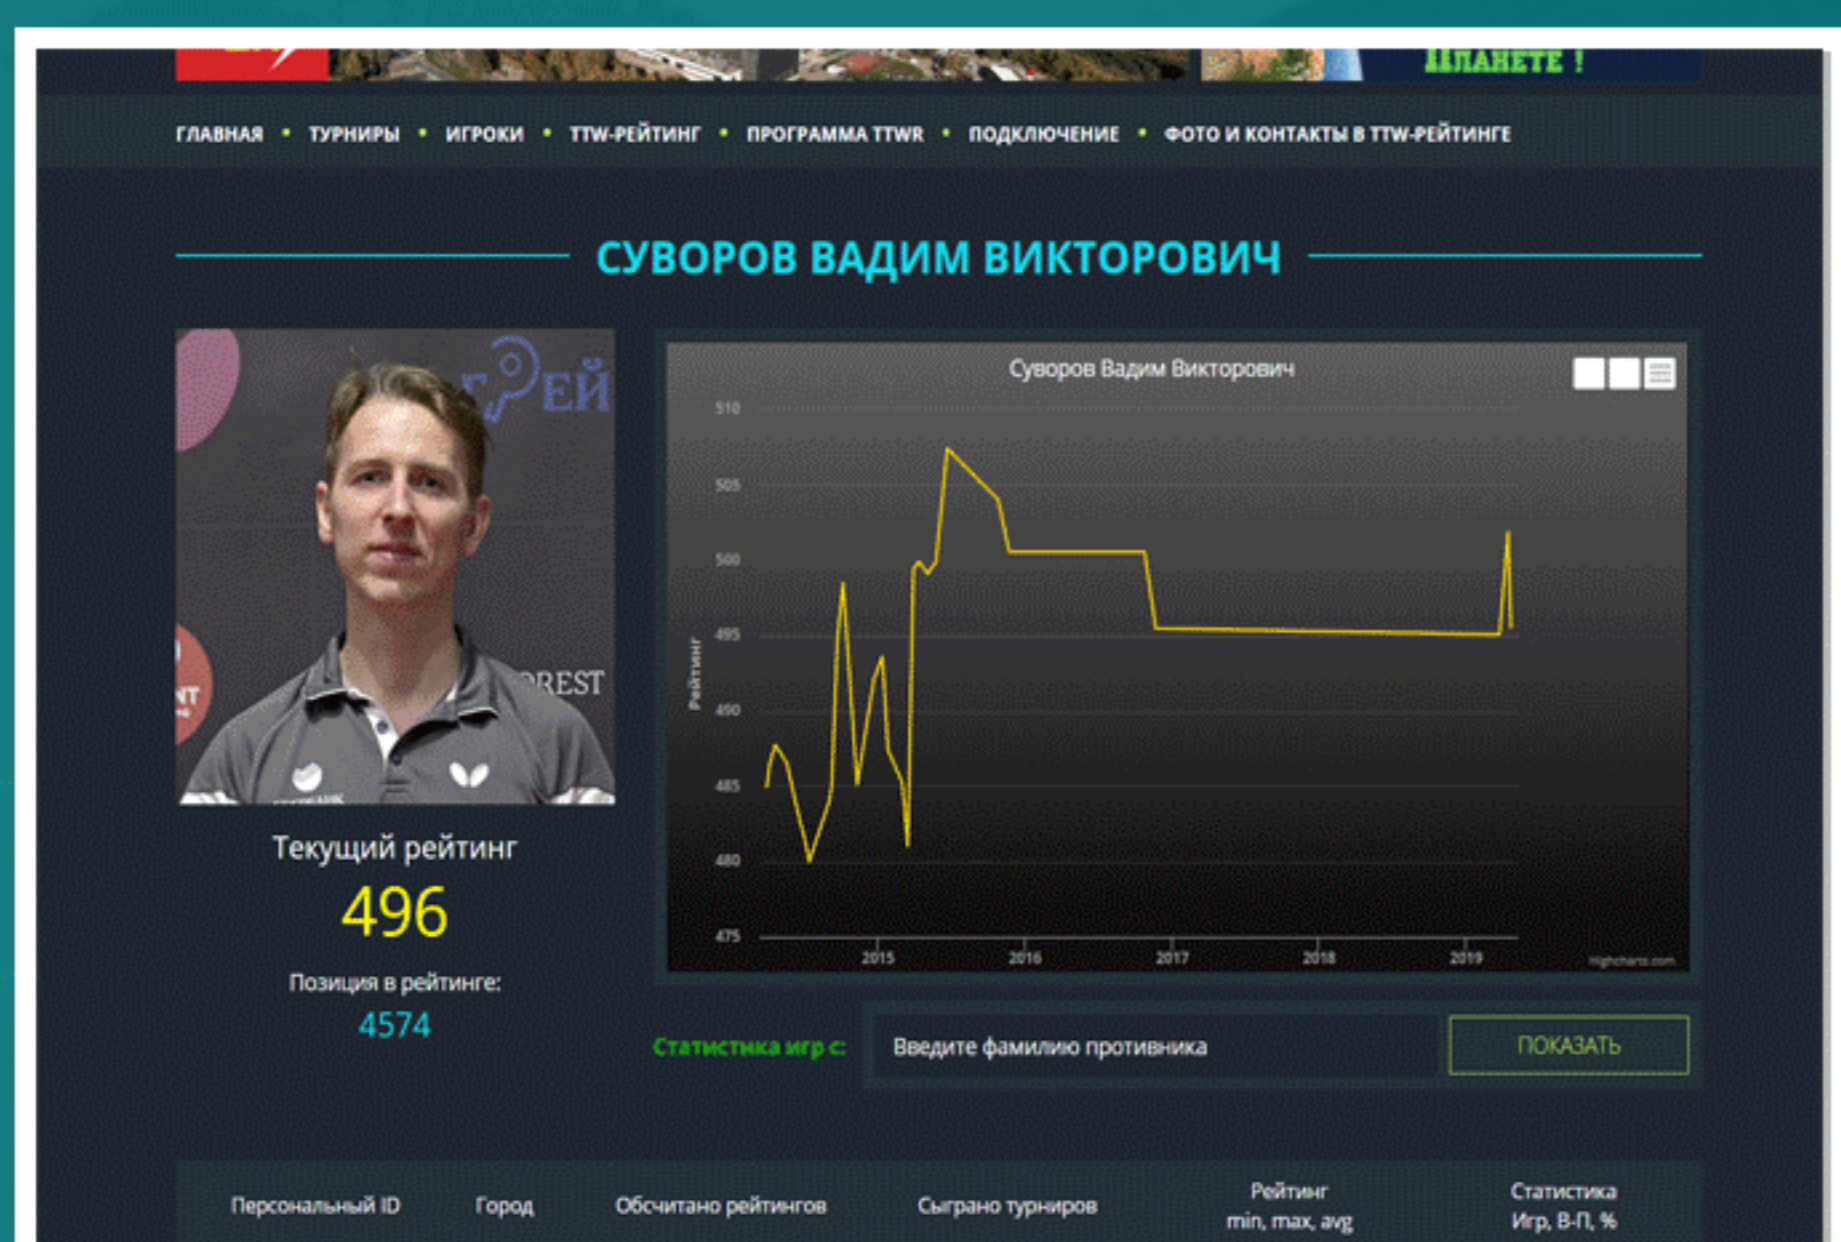 ПЛАНЕТЕ !
ГЛАВНАЯ • ТУРНИРЫ • ИГРОКИ • TTW-РЕЙТИНГ • ПРОГРАММА TTWR • ПОДКЛЮЧЕНИЕ • ФОТО И КОНТАКТЫ В TTW-РЕЙТИНГЕ
СУВОРОВ ВАДИМ ВИКТОРОВИЧ
ЕЙ
OREST
NT
Текущий рейтинг
496
Позиция в рейтинге:
4574
Суворов Вадим Викторович
510
505
500
495
490
485
480
475
Рейтинг
2015 2016 2017 2018 2019
Highcharts.com
Статистика игр с:
Введите фамилию противника
ПОКАЗАТЬ
Персональный ID
Город
Обсчитано рейтингов
Сыграно турниров
Рейтинг
min, max, avg
Статистика
Игр, В-П, %